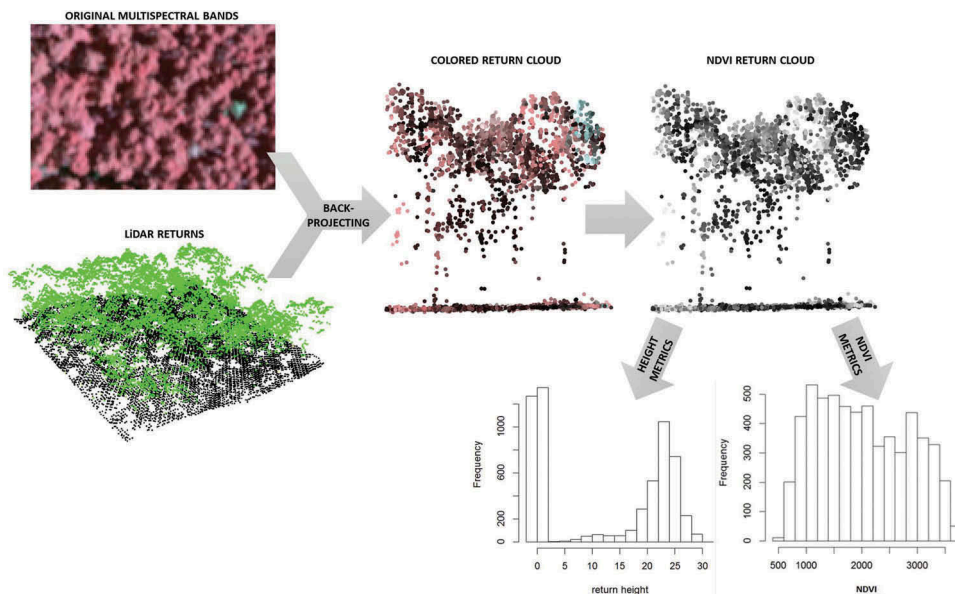 ORIGINAL MULTISPECTRAL BANDS
LiDAR RETURNS
BACK-
PROJECTING
COLORED RETURN CLOUD
NDVI RETURN CLOUD
HEIGHT
METRICS
NDVI
METRICS
Frequency
0 200 600 1000
0 5 10 15 20 25 30
return height
Frequency
0 100 200 300 400 500
500 1000 2000 3000
NDVI